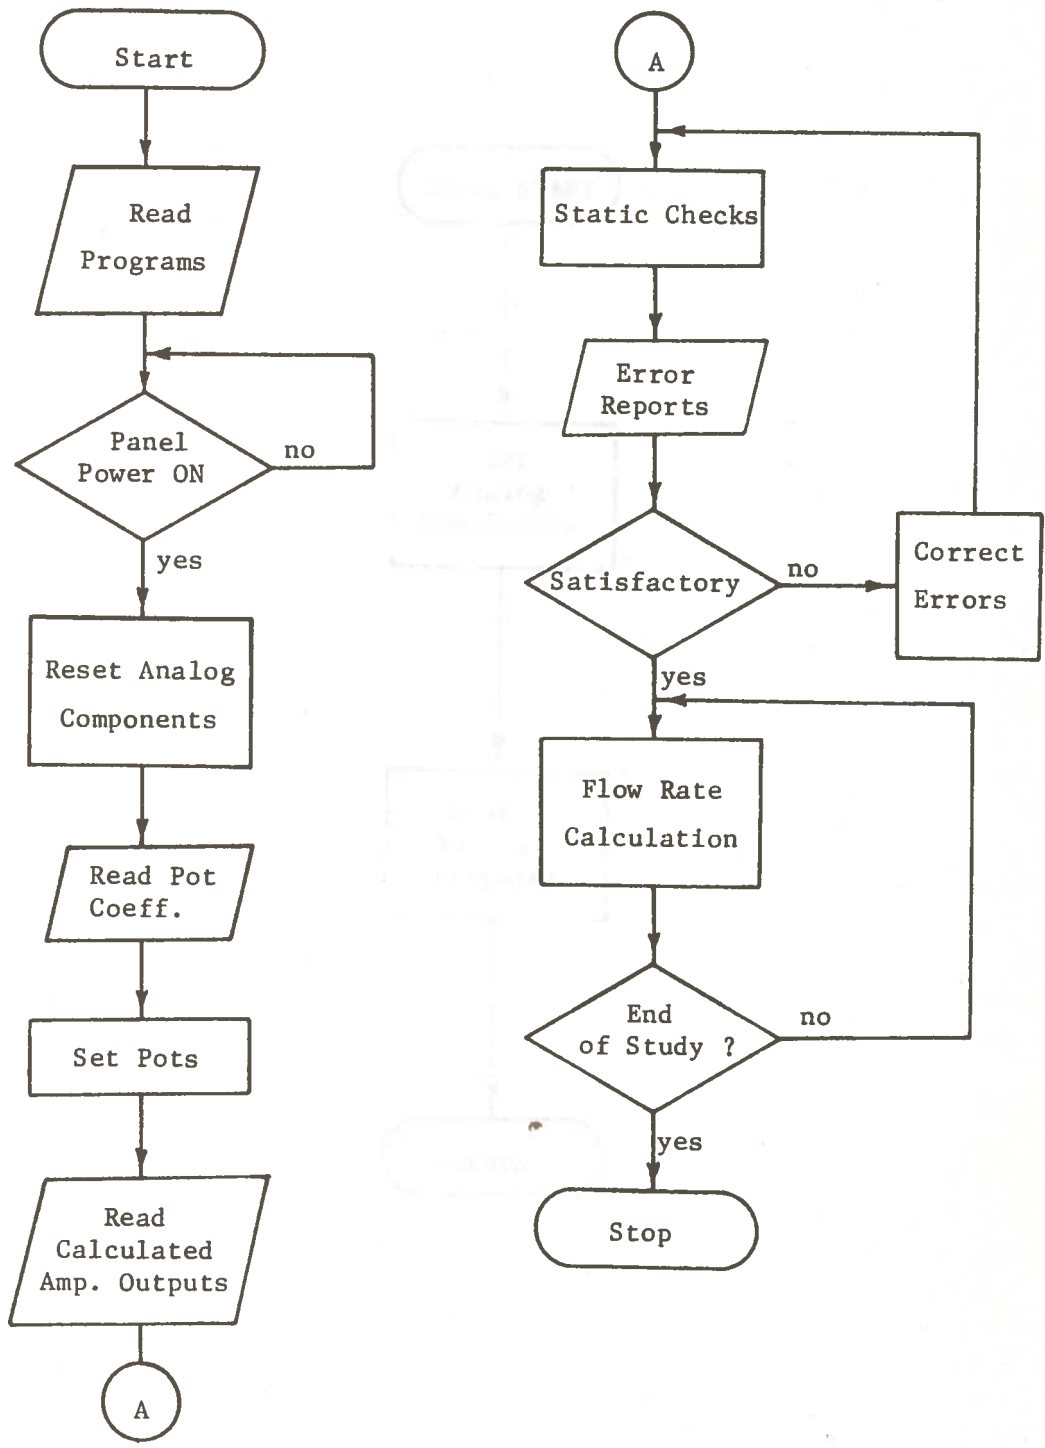 Start
Read
Programs
Panel
Power ON
no
yes
Reset Analog
Components
Read Pot
Coeff.
Set Pots
Read
Calculated
Amp. Outputs
A
A
Static Checks
Error
Reports
Satisfactory
no
Correct
Errors
yes
Flow Rate
Calculation
End
of Study ?
no
yes
Stop